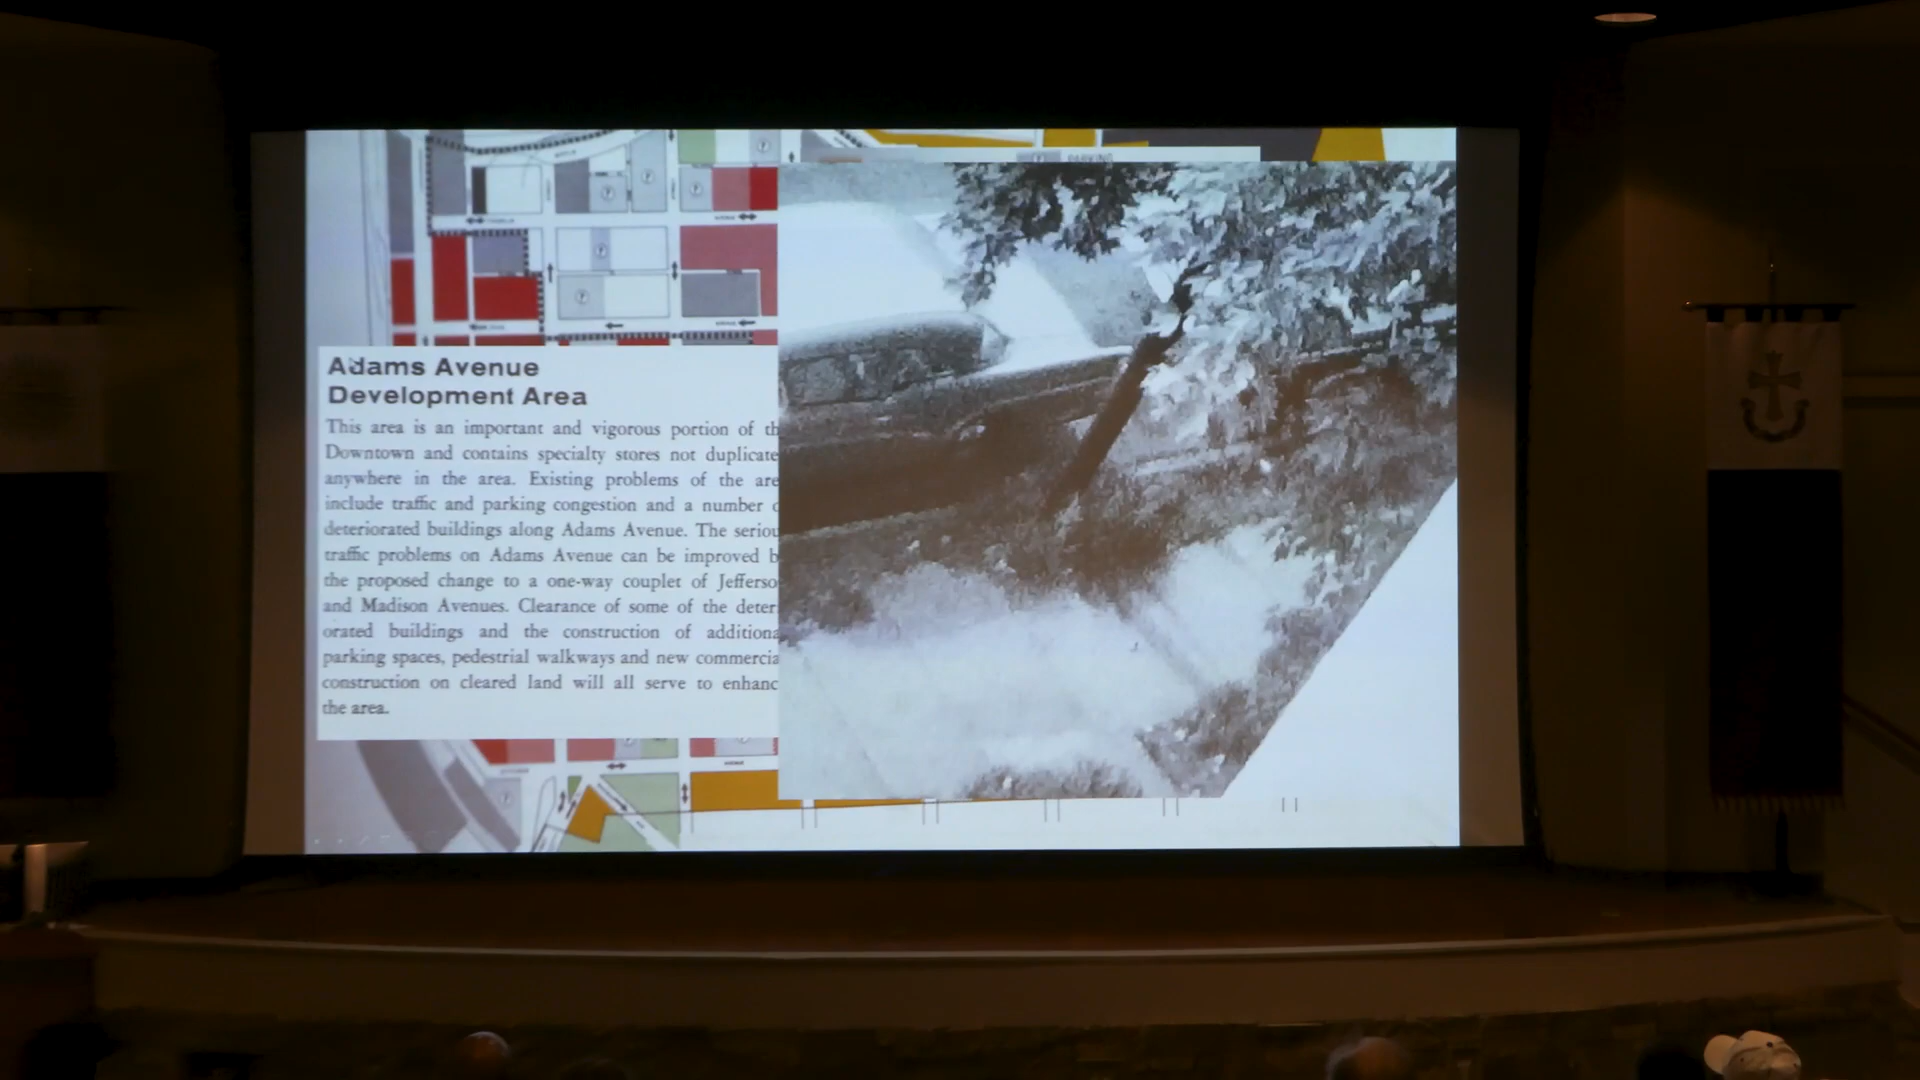 PARKING
Adams Avenue
Development Area
This area is an important and vigorous portion of th
Downtown and contains specialty stores not duplicate
anywhere in the area. Existing problems of the are
include traffic and parking congestion and a number
deteriorated buildings along Adams Avenue. The seriou
traffic problems on Adams Avenue can be improved b
the proposed change to a one-way couplet of Jefferso
and Madison Avenues. Clearance of some of the deter
orated buildings and the construction of additiona
parking spaces, pedestrial walkways and new commercia
construction on cleared land will all serve to enhanc
the area.